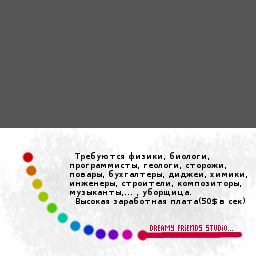 Требуются физики, биологи,
программисты, геологи, сторожи,
повары, бухгалтеры, диджеи, химики,
инженеры, строители, композиторы,
музыканты,... , уборщица.
Высокая заработная плата(50$ в сек)
DREAMY FRiENDS STUDiO...